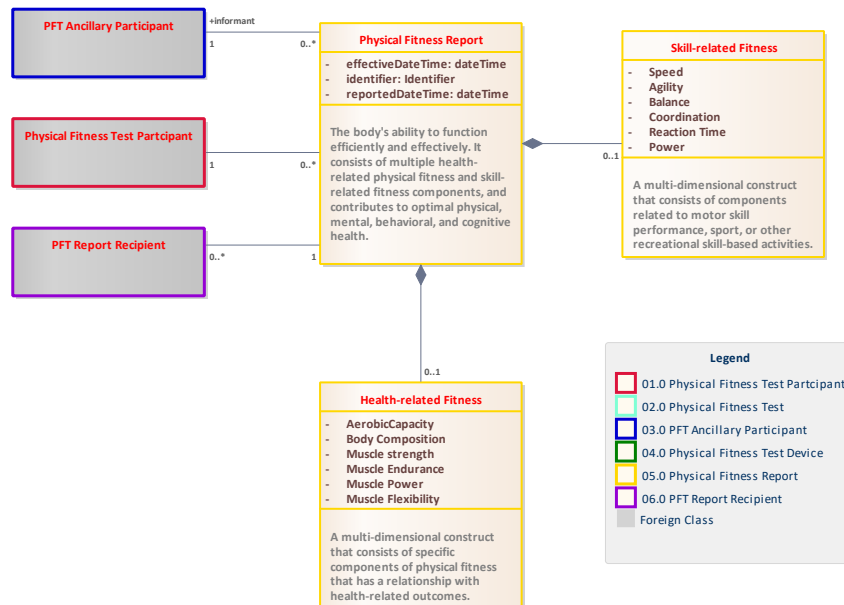 PFT Ancillary Participant
+informant
1
0..*
Physical Fitness Test Partcipant
1
0..*
PFT Report Recipient
0..*
1
Physical Fitness Report
- effectiveDateTime: dateTime
- identifier: Identifier
- reportedDateTime: dateTime
The body's ability to function
efficiently and effectively. It
consists of multiple health-
related physical fitness and skill-
related fitness components, and
contributes to optimal physical,
mental, behavioral, and cognitive
health.
0..1
Skill-related Fitness
- Speed
- Agility
- Balance
- Coordination
- Reaction Time
- Power
A multi-dimensional construct
that consists of components
related to motor skill
performance, sport, or other
recreational skill-based activities.
0..1
Health-related Fitness
- AerobicCapacity
- Body Composition
- Muscle strength
- Muscle Endurance
- Muscle Power
- Muscle Flexibility
A multi-dimensional construct
that consists of specific
components of physical fitness
that has a relationship with
health-related outcomes.
Legend
01.0 Physical Fitness Test Partcipant
02.0 Physical Fitness Test
03.0 PFT Ancillary Participant
04.0 Physical Fitness Test Device
05.0 Physical Fitness Report
06.0 PFT Report Recipient
Foreign Class